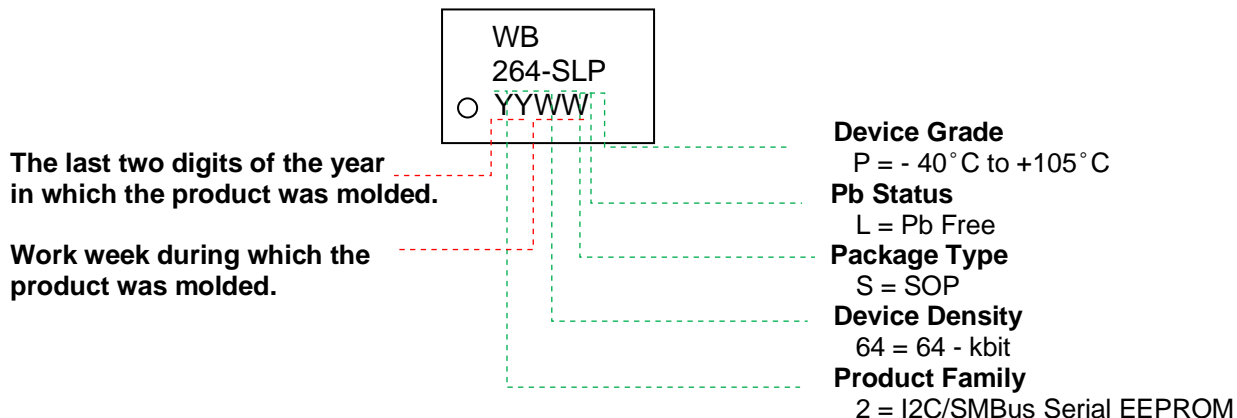 WB
264-SLP
YYWW
The last two digits of the year
in which the product was molded.
Work week during which the
product was molded.
Device Grade
P = - 40˚C to +105˚C
Pb Status
L = Pb Free
Package Type
S = SOP
Device Density
64 = 64 - kbit
Product Family
2 = I2C/SMBus Serial EEPROM